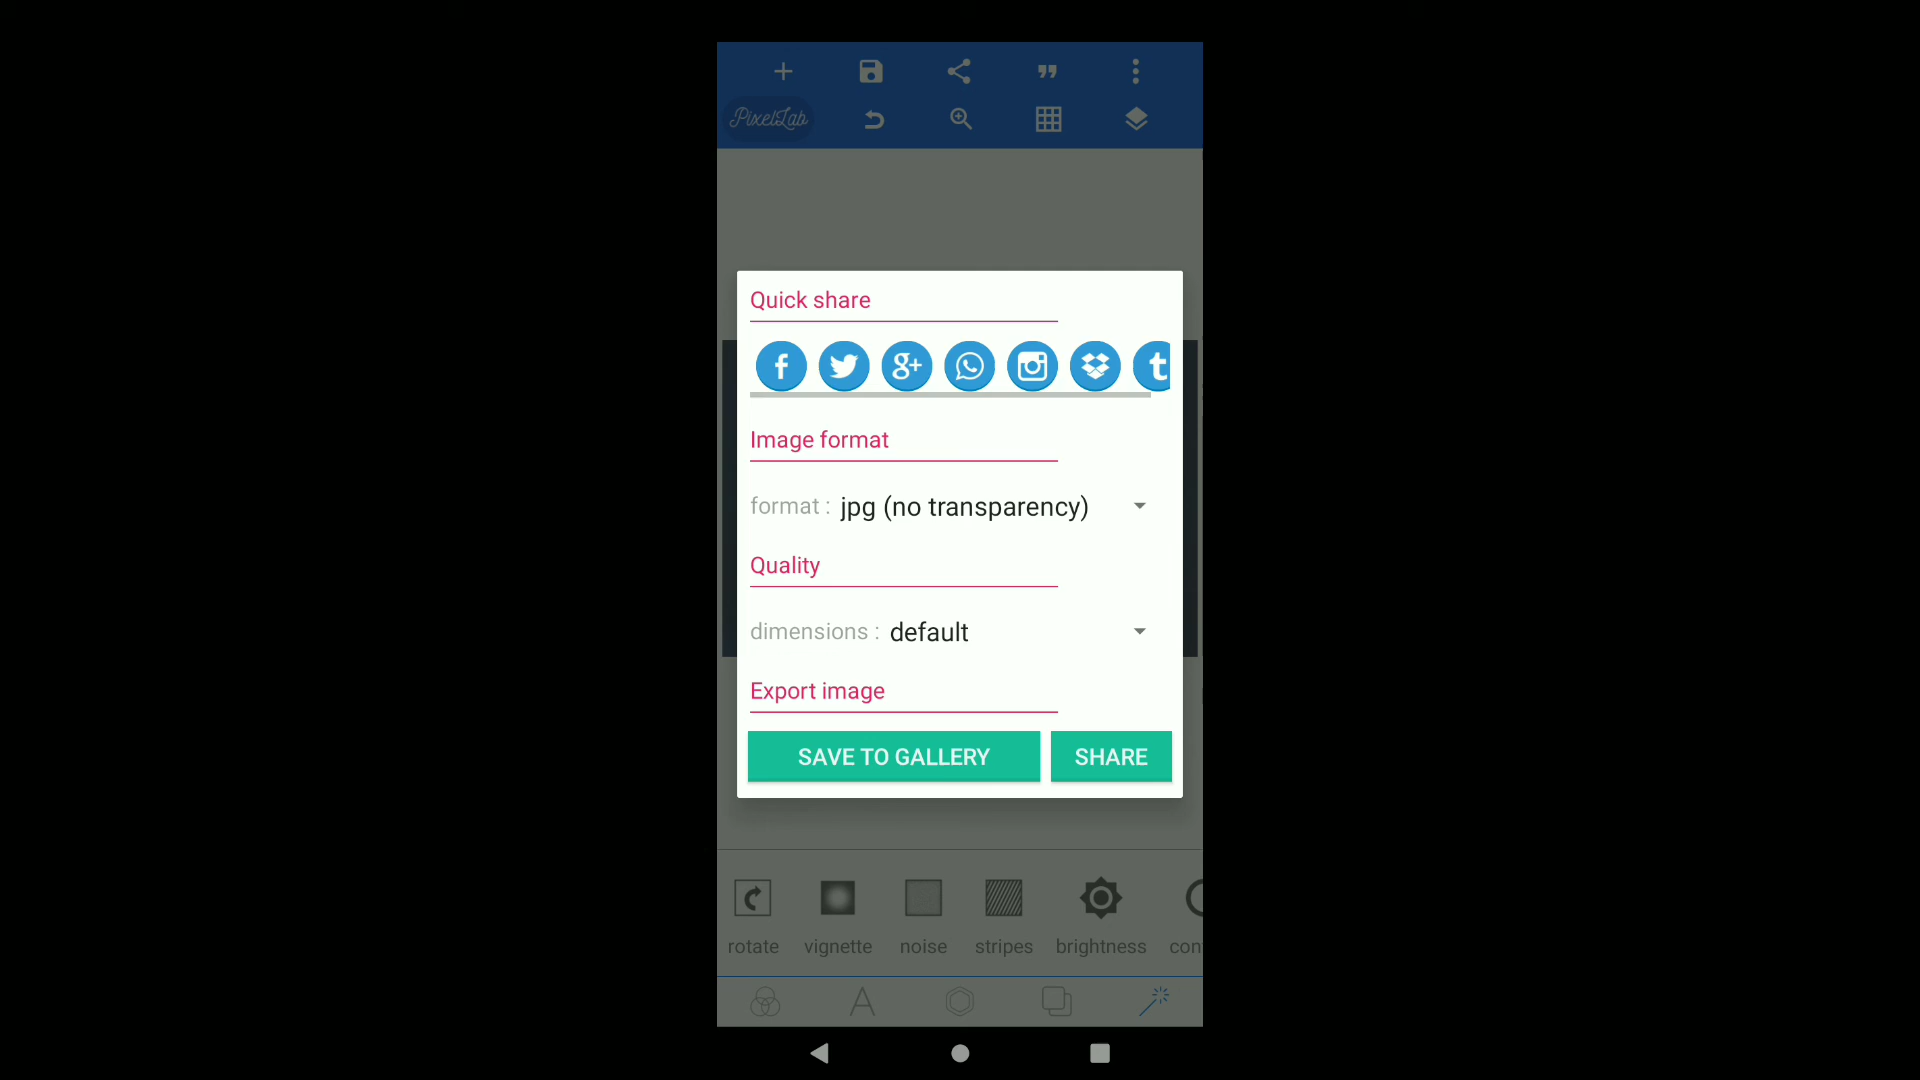 PixelLab
Quick share
f g+ t
Image format
format : jpg (no transparency)
Quality
dimensions : default
Export image
SAVE TO GALLERY SHARE
rotate vignette noise stripes brightness con
A